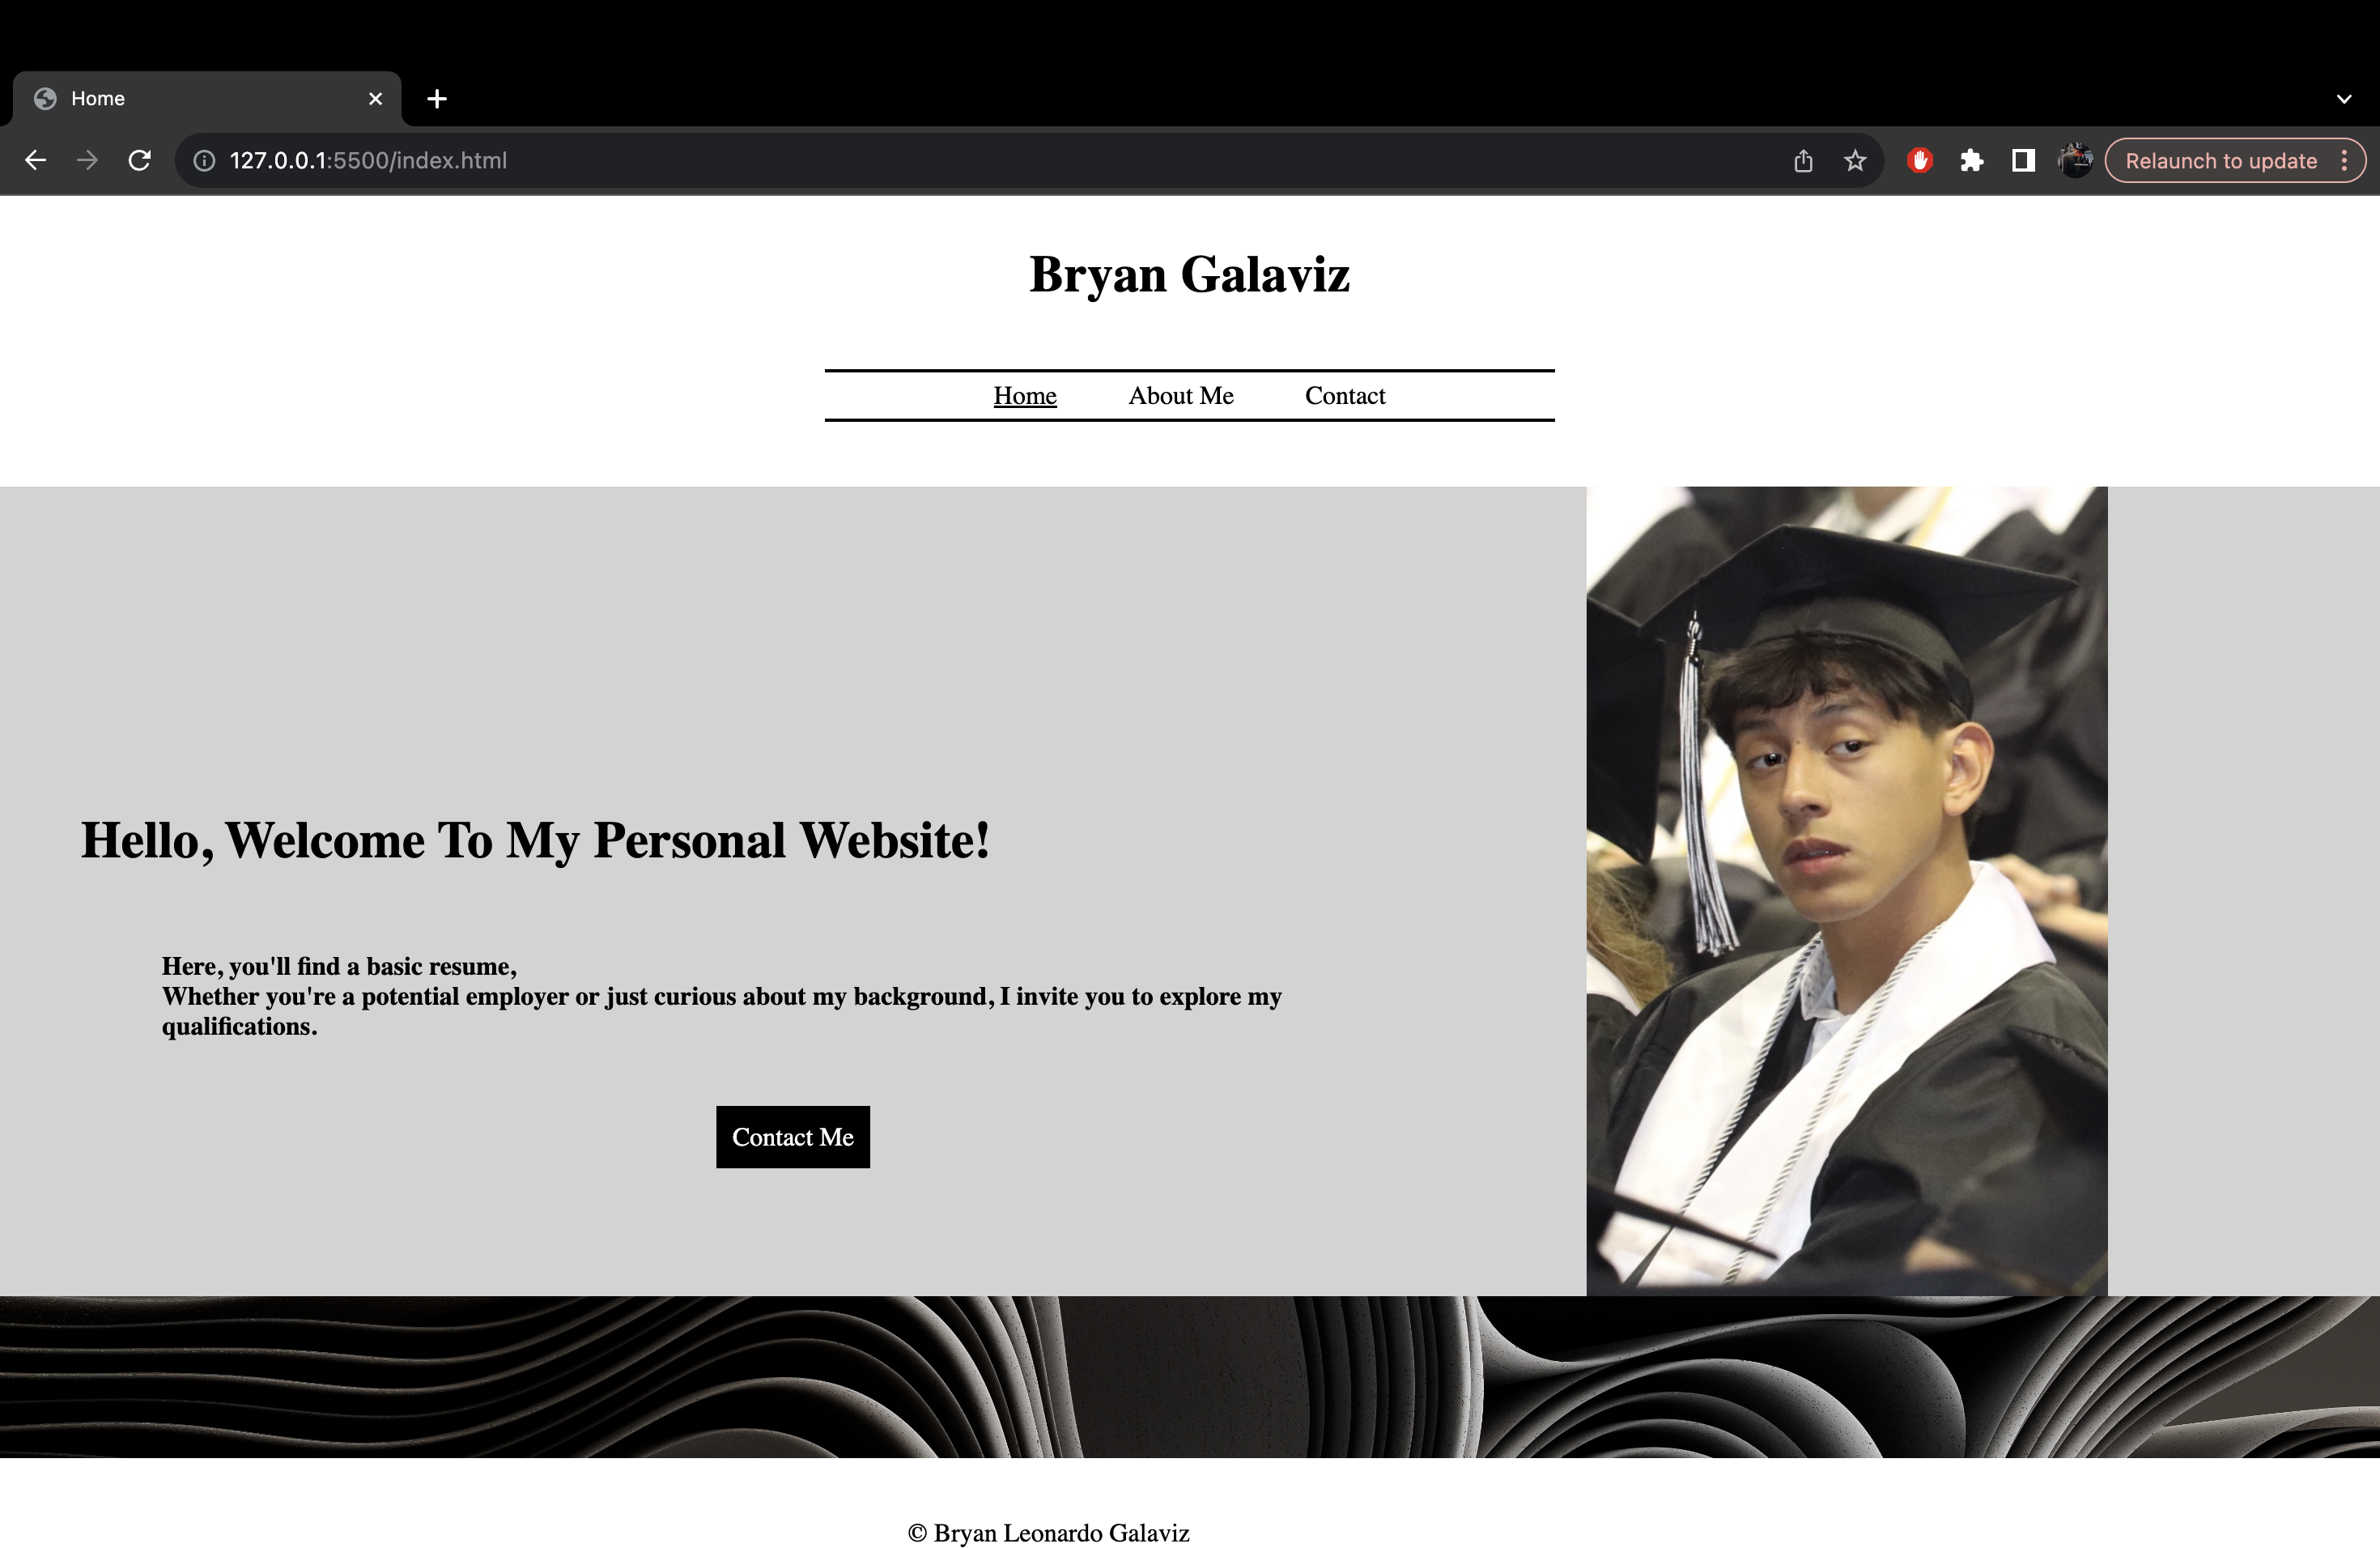 Home
127.0.0.1:5500/index.html
Relaunch to update
Bryan Galaviz
Home About Me Contact
Hello, Welcome To My Personal Website!
Here, you'll find a basic resume,
Whether you're a potential employer or just curious about my background, I invite you to explore my
qualifications.
Contact Me
© Bryan Leonardo Galaviz